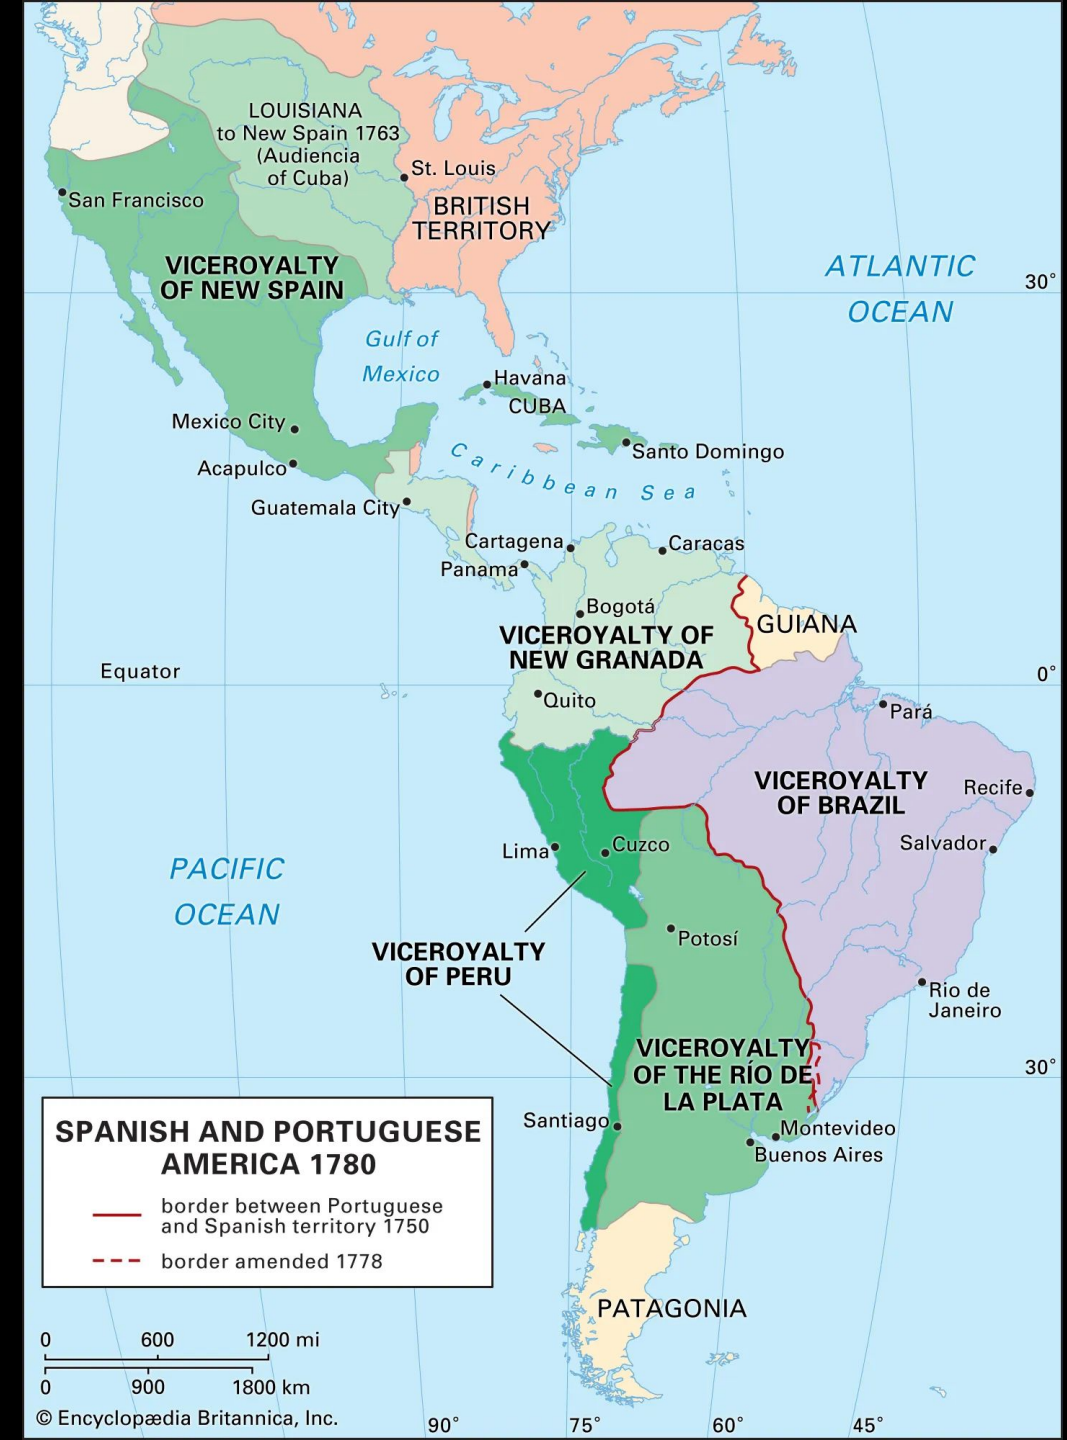 LOUISIANA
to New Spain 1763
(Audiencia
of Cuba)
St. Louis
BRITISH
TERRITORY
San Francisco
VICEROYALTY
OF NEW SPAIN
ATLANTIC
OCEAN
30°
Gulf of
Mexico
Havana
CUBA
Mexico City
Acapulco
Santo Domingo
Caribbean Sea
Guatemala City
Cartagena
Caracas
Panama
Bogotá
GUIANA
VICEROYALTY OF
NEW GRANADA
Equator
0°
Quito
Pará
VICEROYALTY
OF BRAZIL
Recife
Lima
Cuzco
Salvador
PACIFIC
OCEAN
Potosí
VICEROYALTY
OF PERU
Rio de
Janeiro
VICEROYALTY
OF THE RÍO DE
LA PLATA
30°
Santiago
Montevideo
Buenos Aires
SPANISH AND PORTUGUESE
AMERICA 1780
border between Portuguese
and Spanish territory 1750
border amended 1778
PATAGONIA
0 600 1200 mi
0 900 1800 km
© Encyclopædia Britannica, Inc.
90° 75° 60° 45°